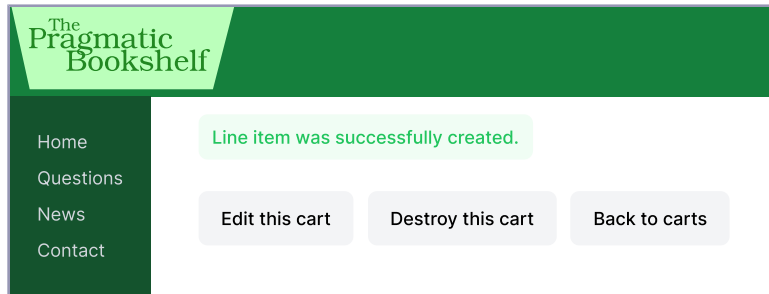 The
Pragmatic
Bookshelf
Home
Questions
News
Contact
Line item was successfully created.
Edit this cart
Destroy this cart
Back to carts